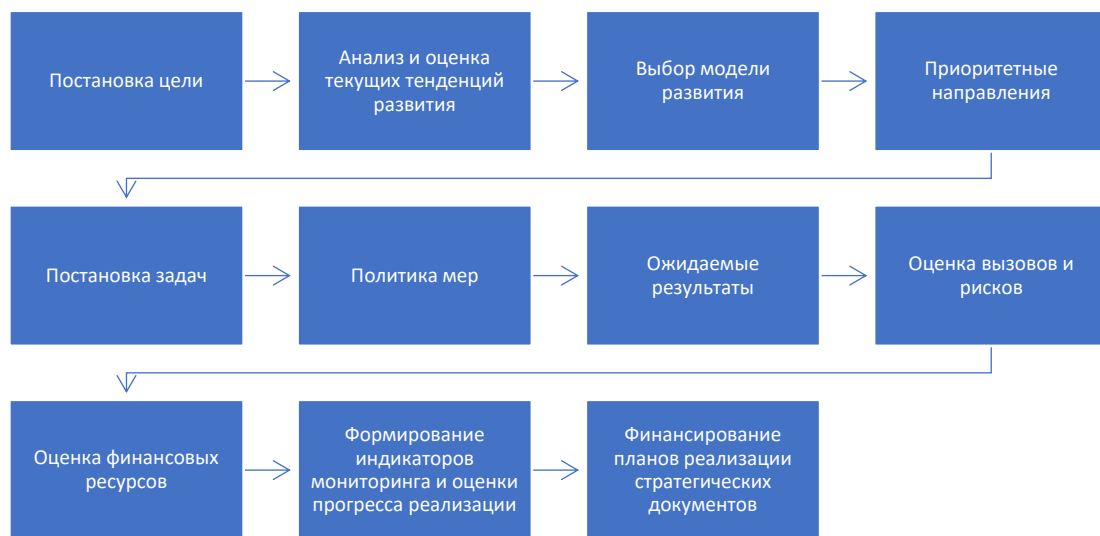 Постановка цели
Анализ и оценка
текущих тенденций
развития
Выбор модели
развития
Приоритетные
направления
Постановка задач
Политика мер
Ожидаемые
результаты
Оценка вызовов и
рисков
Оценка финансовых
ресурсов
Формирование
индикаторов
мониторинга и оценки
прогресса реализации
Финансирование
планов реализации
стратегических
документов